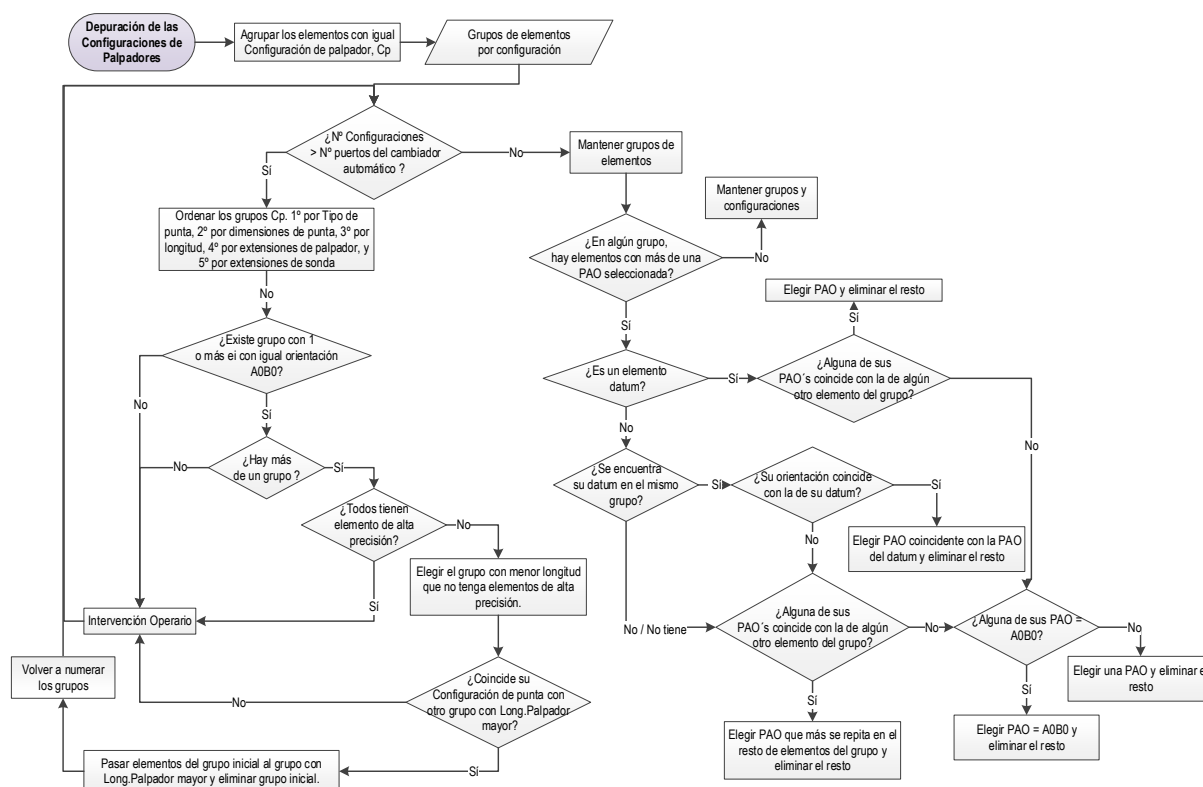 Depuración de las
Configuraciones de
Palpadores
Agrupar los elementos con igual
Configuración de palpador, Cp
Grupos de elementos
por configuración
¿Nº Configuraciones
> Nº puertos del cambiador
automático ?
No
Sí
Mantener grupos de
elementos
Mantener grupos y
configuraciones
Ordenar los grupos Cp. 1º por Tipo de
punta, 2º por dimensiones de punta, 3º por
longitud, 4º por extensiones de palpador, y
5º por extensiones de sonda
No
¿En algún grupo,
hay elementos con más de una
PAO seleccionada?
No
Sí
Elegir PAO y eliminar el resto
Sí
¿Existe grupo con 1
o más ei con igual orientación
A0B0?
No
Sí
¿Es un elemento
datum?
Sí
No
¿Alguna de sus
PAO´s coincide con la de algún
otro elemento del grupo?
No
¿Hay más
de un grupo ?
No
Sí
¿Se encuentra
su datum en el mismo
grupo?
Sí
¿Su orientación coincide
con la de su datum?
Sí
No
¿Todos tienen
elemento de alta
precisión?
No
Sí
Elegir PAO coincidente con la PAO
del datum y eliminar el resto
Elegir el grupo con menor longitud
que no tenga elementos de alta
precisión.
Intervención Operario
No / No tiene
¿Alguna de sus
PAO´s coincide con la de algún
otro elemento del grupo?
No
Sí
¿Alguna de sus PAO =
A0B0?
No
Sí
Volver a numerar
los grupos
¿Coincide su
Configuración de punta con
otro grupo con Long.Palpador
mayor?
No
Sí
Elegir una PAO y eliminar el
resto
Elegir PAO que más se repita en el
resto de elementos del grupo y
eliminar el resto
Elegir PAO = A0B0 y
eliminar el resto
Pasar elementos del grupo inicial al grupo con
Long.Palpador mayor y eliminar grupo inicial.